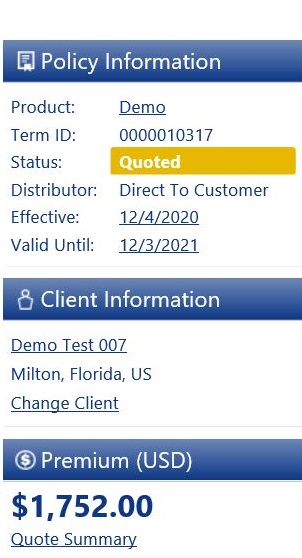 Policy Information
Product: Demo
Term ID: 0000010317
Status: Quoted
Distributor: Direct To Customer
Effective: 12/4/2020
Valid Until: 12/3/2021
Client Information
Demo Test 007
Milton, Florida, US
Change Client
Premium (USD)
$1,752.00
Quote Summary